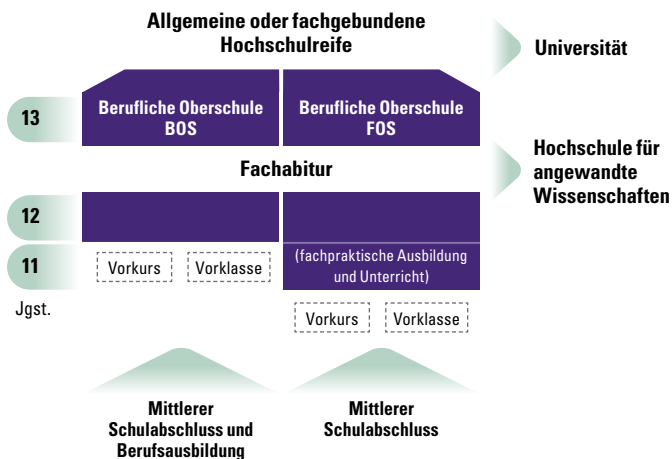 Allgemeine oder fachgebundene
Hochschulreife
Universität
13
Berufliche Oberschule
BOS
Berufliche Oberschule
FOS
Fachabitur
Hochschule für
angewandte
Wissenschaften
12
11
Vorkurs
Vorklasse
(fachpraktische Ausbildung
und Unterricht)
Jgst.
Vorkurs
Vorklasse
Mittlerer
Schulabschluss und
Berufsausbildung
Mittlerer
Schulabschluss